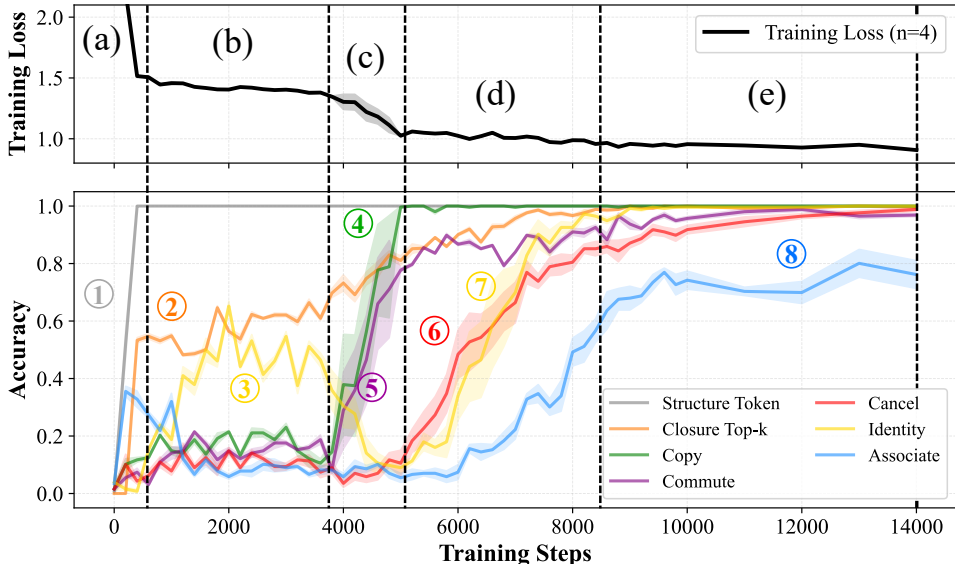 (a)
(b)
(c)
(d)
(e)
Training Loss (n=4)
Training Loss
2.0
1.5
1.0
Accuracy
1.0
0.8
0.6
0.4
0.2
0.0
1
2
3
4
5
6
7
8
Structure Token
Closure Top-k
Copy
Commute
Cancel
Identity
Associate
0
2000
4000
6000
8000
10000
12000
14000
Training Steps